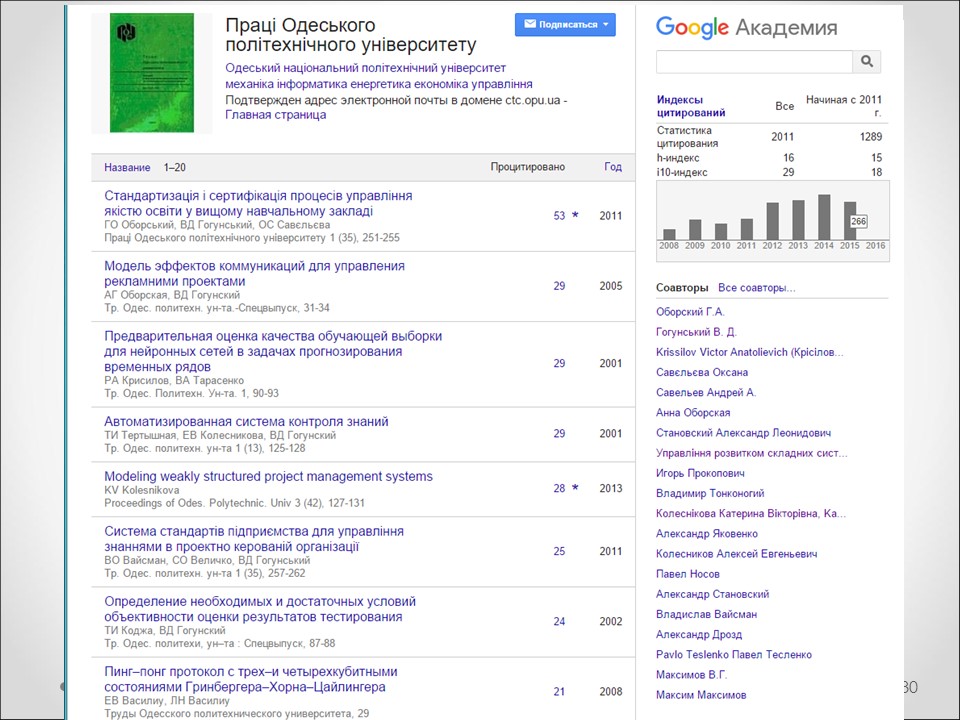 Праці Одеського
політехнічного університету
Подписаться
Одеський національний політехнічний університет
механіка інформатика енергетика економіка управління
Подтвержден адрес электронной почты в домене ctc.opu.ua -
Главная страница
Название 1–20 Процитировано Год
Стандартизація і сертифікація процесів управління
якістю освіти у вищому навчальному закладі
ГО Оборський, ВД Гогунський, ОС Савєльєва
Праці Одеського політехнічного університету 1 (35), 251-255
53 * 2011
Модель эффектов коммуникаций для управления
рекламними проектами
АГ Оборская, ВД Гогунский
Тр. Одес. политехн. ун-та.-Спецвыпуск, 31-34
29 2005
Предварительная оценка качества обучающей выборки
для нейронных сетей в задачах прогнозирования
временных рядов
РА Крисилов, ВА Тарасенко
Тр. Одес. Политехн. Ун-та. 1, 90-93
29 2001
Автоматизированная система контроля знаний
ТИ Тертышная, ЕВ Колесникова, ВД Гогунский
Тр. Одес. политехн. ун-та 1 (13), 125-128
29 2001
Modeling weakly structured project management systems
KV Kolesnikova
Proceedings of Odes. Polytechnic. Univ 3 (42), 127-131
28 * 2013
Система стандартів підприємства для управління
знаннями в проектно керованій організації
ВО Вайсман, СО Величко, ВД Гогунський
Тр. Одес. политехн. ун-та 1 (35), 257-262
25 2011
Определение необходимых и достаточных условий
объективности оценки результатов тестирования
ТИ Коджа, ВД Гогунский
Тр. Одес. политехи, ун–та : Спецвыпуск, 87-88
24 2002
Пинг–понг протокол с трех–и четырехкубитными
состояниями Гринбергера–Хорна–Цайлингера
ЕВ Василиу, ЛН Василиу
Труды Одесского политехнического университета, 29
21 2008
Google Академия
Индексы
цитирований
Все Начиная с 2011
г.
Статистика
цитирования
2011 1289
h-индекс 16 15
i10-индекс 29 18
266
2008 2009 2010 2011 2012 2013 2014 2015 2016
Соавторы Все соавторы...
Оборский Г.А.
Гогунський В. Д.
Krissilov Victor Anatolievich (Крісілов...
Савєльєва Оксана
Савельев Андрей А.
Анна Оборская
Становский Александр Леонидович
Управління розвитком складних сист...
Игорь Прокопович
Владимир Тонконогий
Колеснікова Катерина Вікторівна, Ка...
Александр Яковенко
Колесников Алексей Евгеньевич
Павел Носов
Александр Становский
Владислав Вайсман
Александр Дрозд
Pavlo Teslenko Павел Тесленко
Максимов В.Г.
Максим Максимов
30